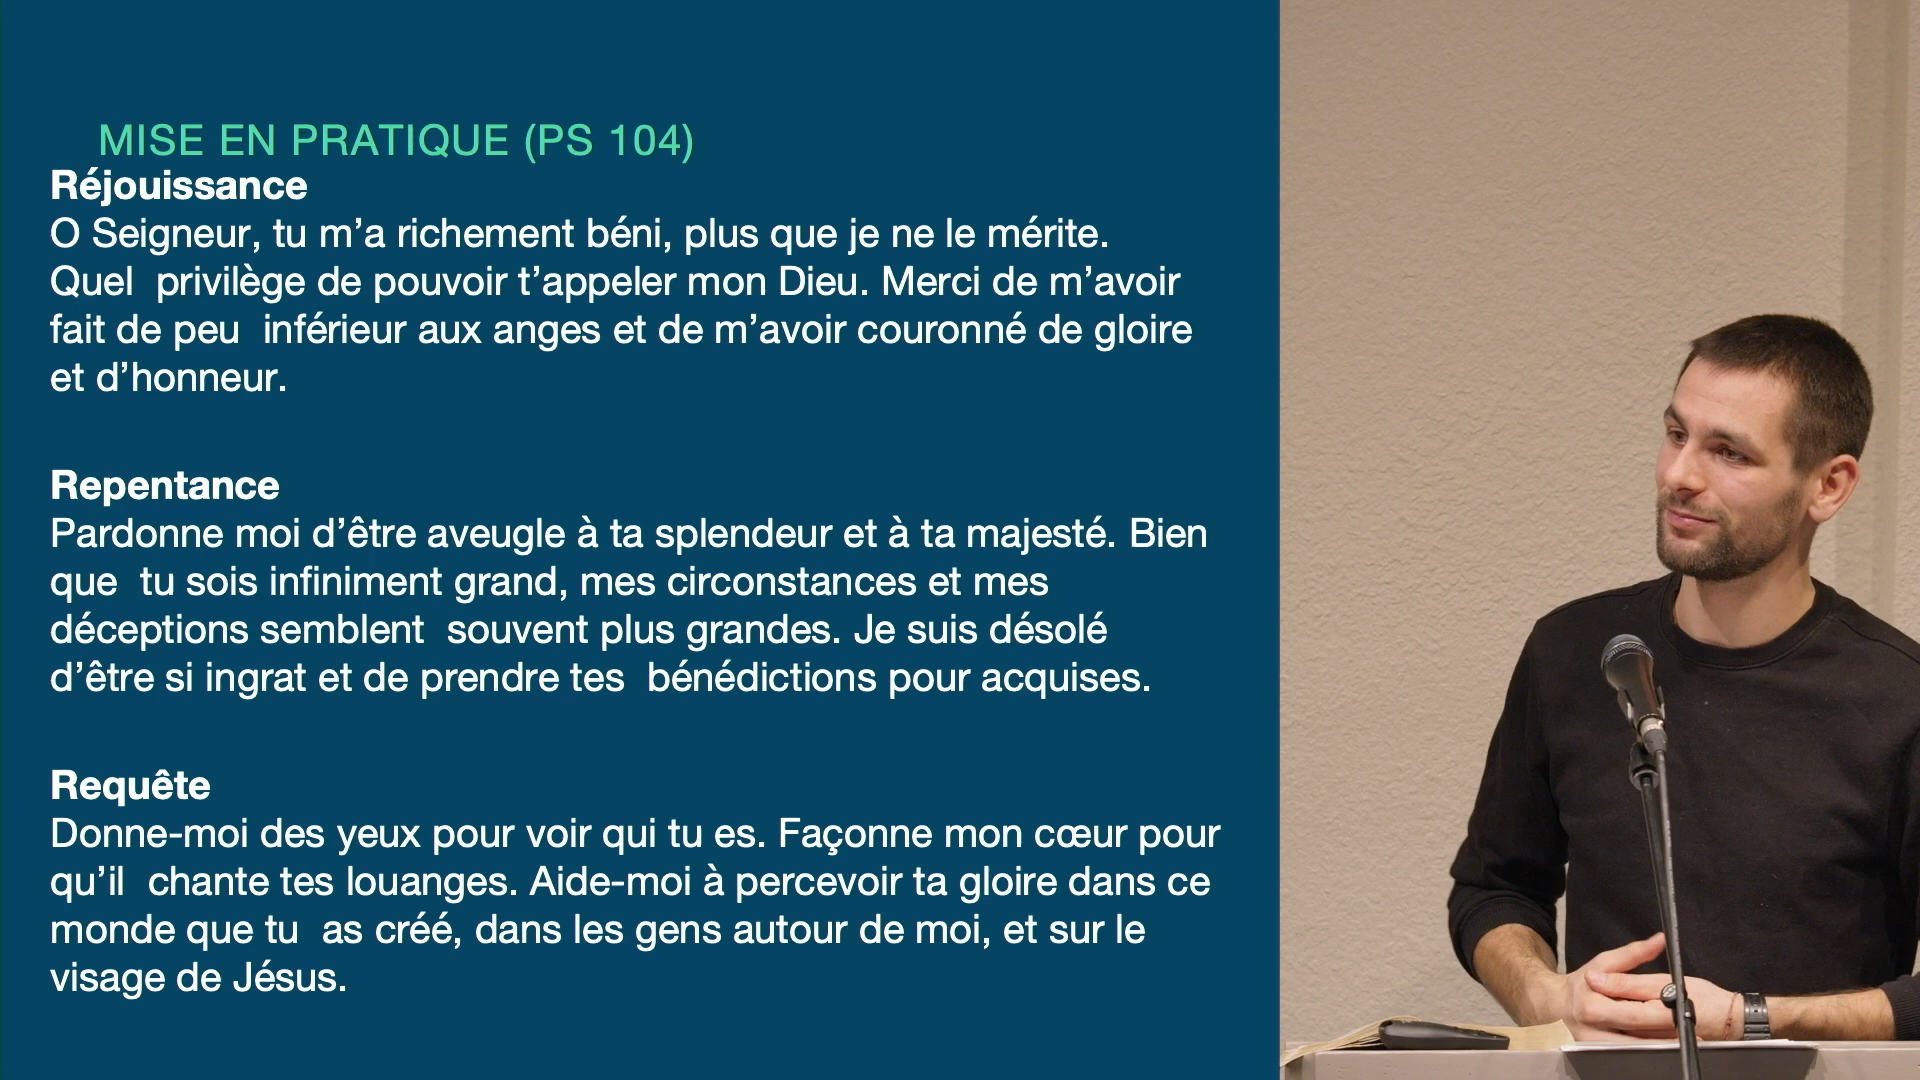 MISE EN PRATIQUE (PS 104)
Réjouissance
O Seigneur, tu m’a richement béni, plus que je ne le mérite.
Quel  privilège de pouvoir t’appeler mon Dieu. Merci de m’avoir
fait de peu  inférieur aux anges et de m’avoir couronné de gloire
et d’honneur.
Repentance
Pardonne moi d’être aveugle à ta splendeur et à ta majesté. Bien
que  tu sois infiniment grand, mes circonstances et mes
déceptions semblent  souvent plus grandes. Je suis désolé
d’être si ingrat et de prendre tes  bénédictions pour acquises.
Requête
Donne-moi des yeux pour voir qui tu es. Façonne mon cœur pour
qu’il  chante tes louanges. Aide-moi à percevoir ta gloire dans ce
monde que tu  as créé, dans les gens autour de moi, et sur le
visage de Jésus.